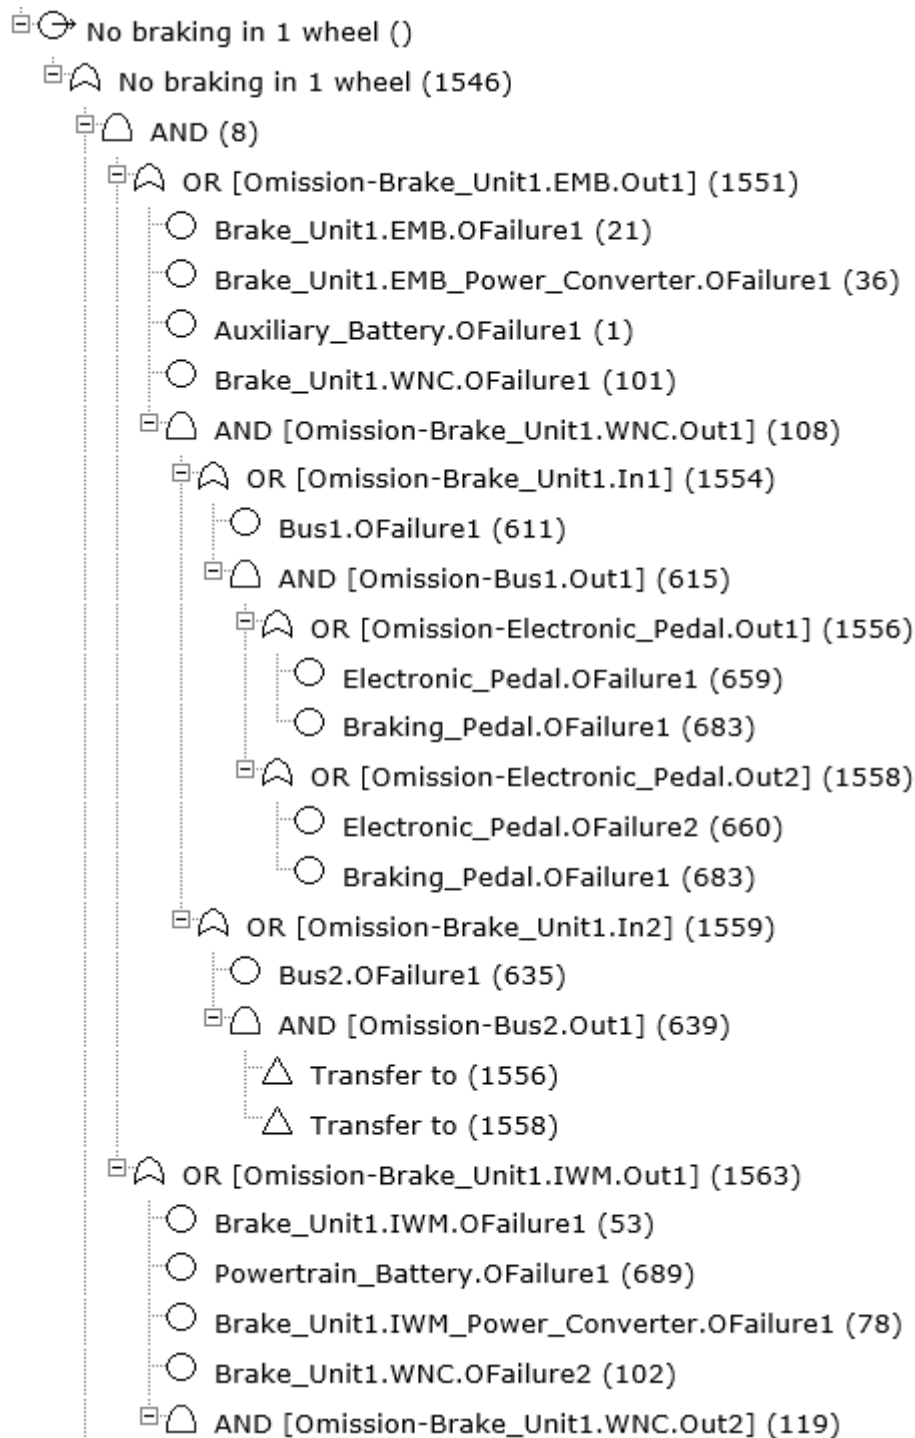 No braking in 1 wheel ()
No braking in 1 wheel (1546)
AND (8)
OR [Omission-Brake_Unit1.EMB.Out1] (1551)
Brake_Unit1.EMB.OFailure1 (21)
Brake_Unit1.EMB_Power_Converter.OFailure1 (36)
Auxiliary_Battery.OFailure1 (1)
Brake_Unit1.WNC.OFailure1 (101)
AND [Omission-Brake_Unit1.WNC.Out1] (108)
OR [Omission-Brake_Unit1.In1] (1554)
Bus1.OFailure1 (611)
AND [Omission-Bus1.Out1] (615)
OR [Omission-Electronic_Pedal.Out1] (1556)
Electronic_Pedal.OFailure1 (659)
Braking_Pedal.OFailure1 (683)
OR [Omission-Electronic_Pedal.Out2] (1558)
Electronic_Pedal.OFailure2 (660)
Braking_Pedal.OFailure1 (683)
OR [Omission-Brake_Unit1.In2] (1559)
Bus2.OFailure1 (635)
AND [Omission-Bus2.Out1] (639)
Transfer to (1556)
Transfer to (1558)
OR [Omission-Brake_Unit1.IWM.Out1] (1563)
Brake_Unit1.IWM.OFailure1 (53)
Powertrain_Battery.OFailure1 (689)
Brake_Unit1.IWM_Power_Converter.OFailure1 (78)
Brake_Unit1.WNC.OFailure2 (102)
AND [Omission-Brake_Unit1.WNC.Out2] (119)